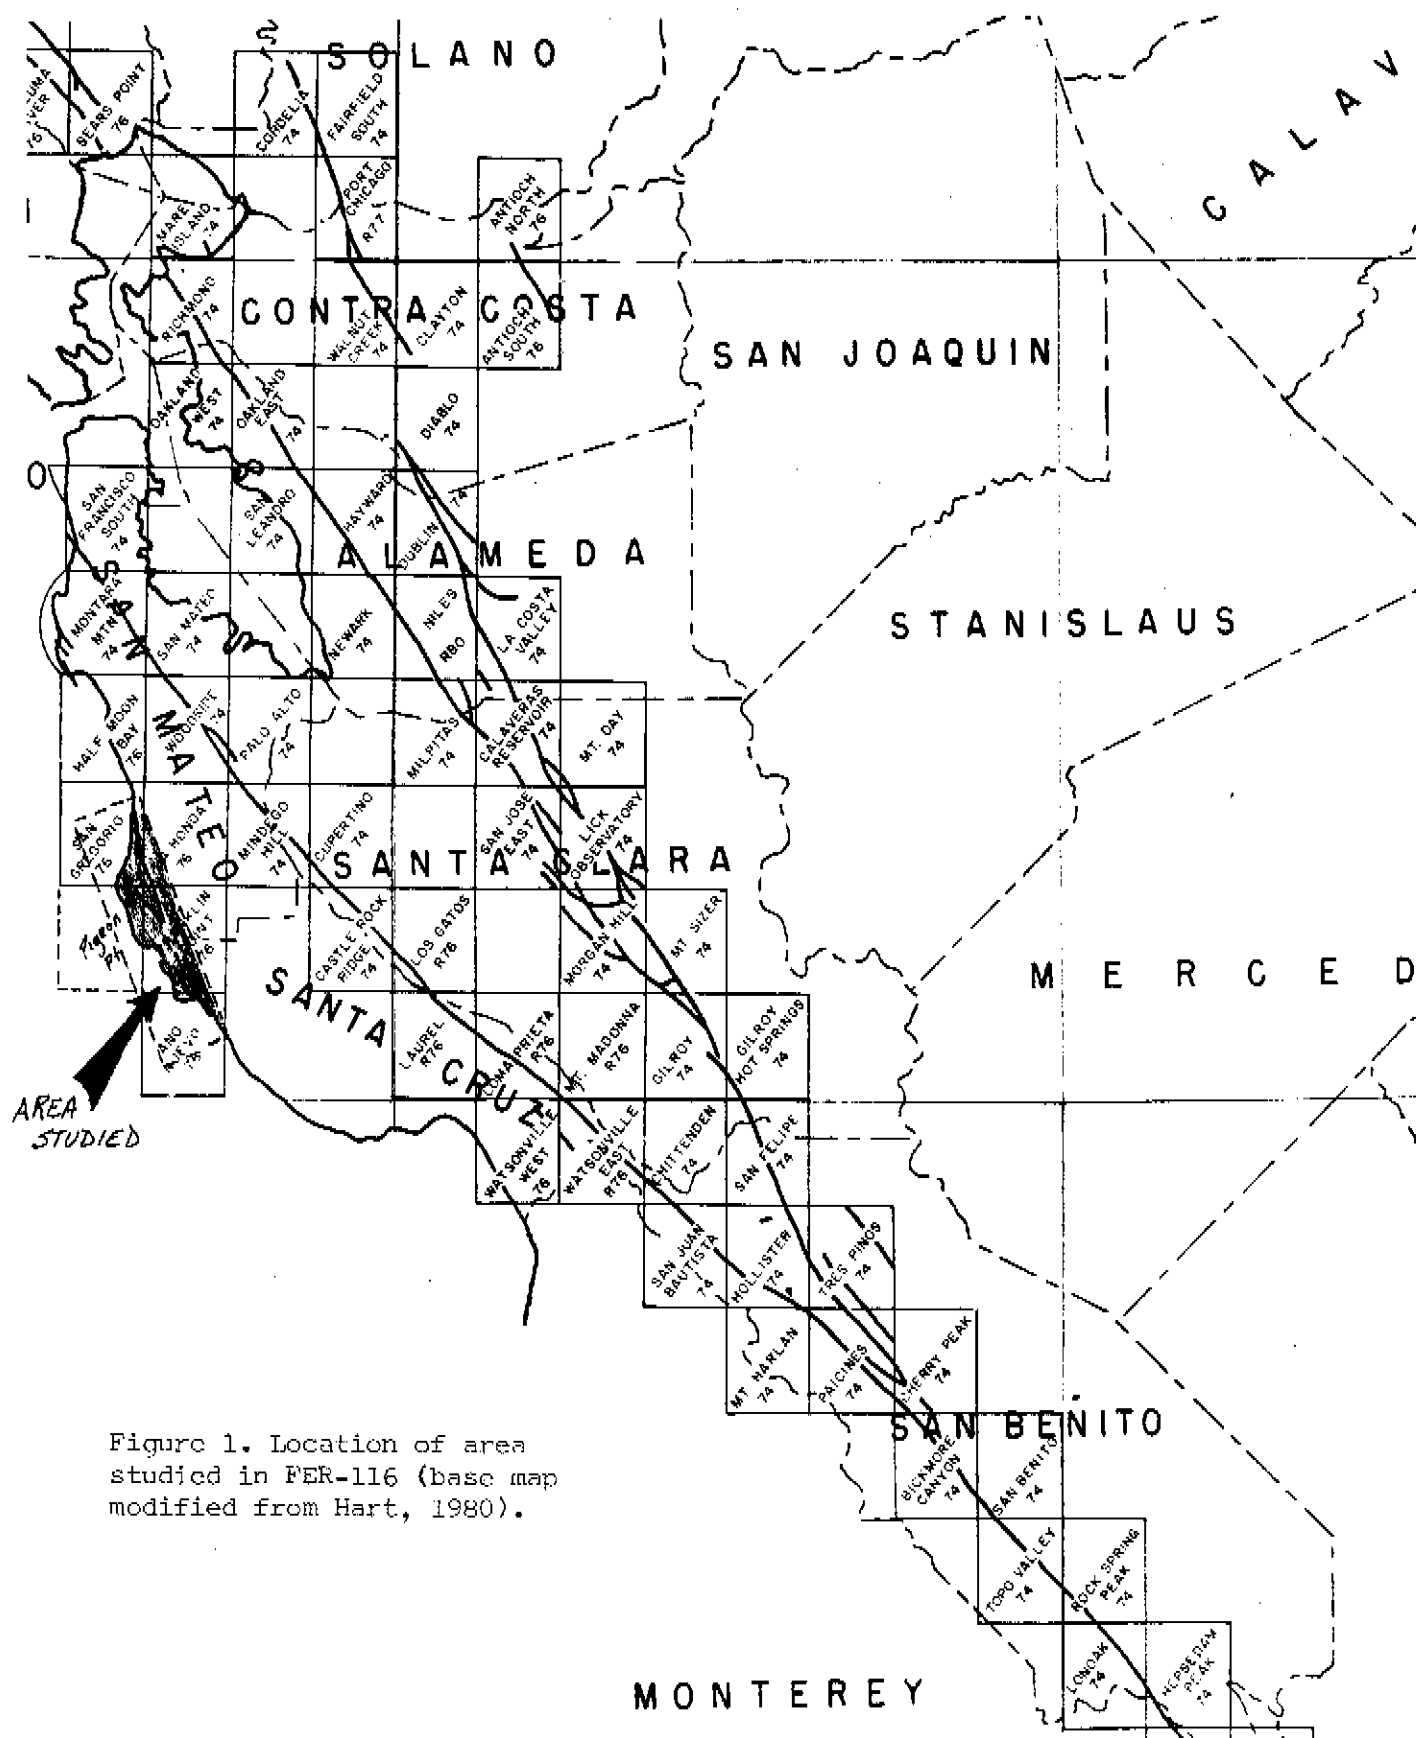 SOLANO
SEARS POINT
76
CORDELIA
74
FAIRFIELD
SOUTH
74
CALAV
MARE
ISLAND
74
PORT
CHICAGO
R77
ANTIOCH
NORTH
76
RICHMOND
74
CONTRA COSTA
WALNUT
CREEK
74
CLAYTON
74
ANTIOCH
SOUTH
76
SAN JOAQUIN
OAKLAND
WEST
74
OAKLAND
EAST
74
DIABLO
74
SAN
FRANCISCO
SOUTH
74
SAN
LEANDRO
74
HAYWARD
74
DUBLIN
74
ALAMEDA
MONTARA
MTN
74
SAN MATEO
74
NEWARK
74
NILES
R80
LA COSTA
VALLEY
74
STANISLAUS
SAN MATEO
HALF MOON
BAY
76
WOODSIDE
74
PALO ALTO
74
MILPITAS
74
CALAVERAS
RESERVOIR
74
MT. DAY
74
SAN
GREGORIO
76
HONDA
76
MINDEGO
HILL
74
CUPERTINO
74
SAN JOSE
EAST
74
LICK
OBSERVATORY
74
SANTA CLARA
Pigeon
Pt
76
CASTLE ROCK
RIDGE
74
LOS GATOS
R76
MORGAN HILL
74
MT SIZER
74
MERCED
SANTA CRUZ
ANO
NUEVO
76
LAUREL
R76
LOMA PRIETA
R76
MT. MADONNA
R76
GILROY
74
GILROY
HOT SPRINGS
74
AREA
STUDIED
WATSONVILLE
WEST
76
WATSONVILLE
EAST
R76
CHITTENDEN
74
SAN FELIPE
74
SAN JUAN
BAUTISTA
74
HOLLISTER
74
TRES PINOS
74
MT HARLAN
74
PAICINES
74
CHERRY PEAK
74
SAN BENITO
Figure 1. Location of area
studied in FER-116 (base map
modified from Hart, 1980).
BICKMORE
CANYON
74
SAN BENITO
74
TOPO VALLEY
74
ROCK SPRING
PEAK
74
MONTEREY
LONOAK
74
HEPSEDAM
PEAK
74